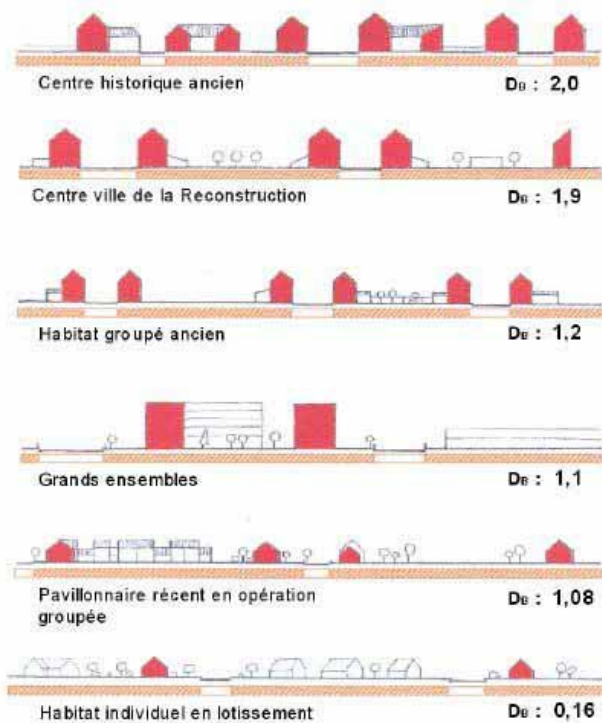 Centre historique ancien DB : 2,0
Centre ville de la Reconstruction DB : 1,9
Habitat groupé ancien DB : 1,2
Grands ensembles DB : 1,1
Pavillonnaire récent en opération DB : 1,08
groupée
Habitat individuel en lotissement DB : 0,16